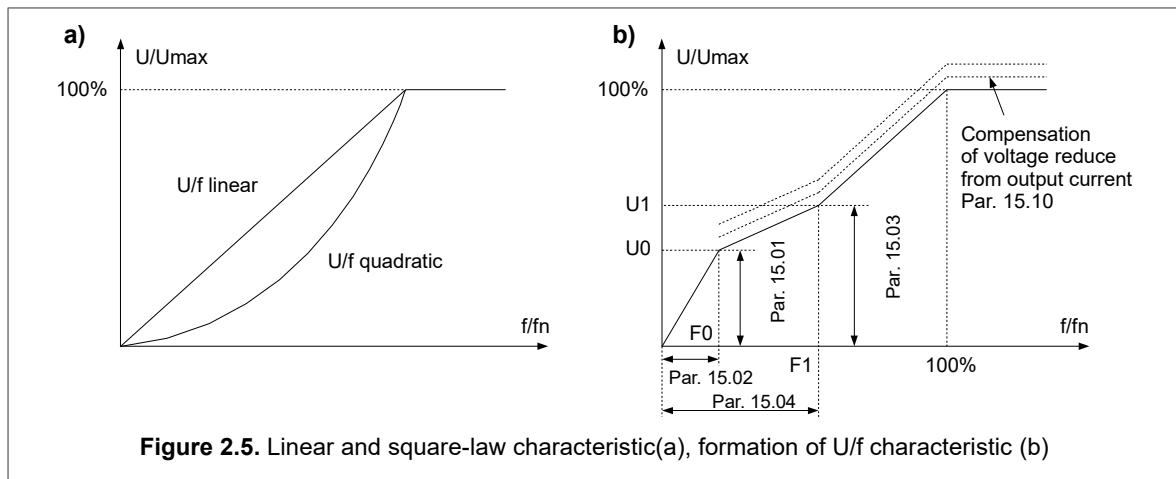 a)
U/Umax
100%
U/f linear
U/f quadratic
f/fn
b)
U/Umax
100%
Compensation
of voltage reduce
from output current
Par. 15.10
U1
U0
Par. 15.01
Par. 15.03
F0
f/fn
F1
100%
Par. 15.02
Par. 15.04
Figure 2.5. Linear and square-law characteristic(a), formation of U/f characteristic (b)